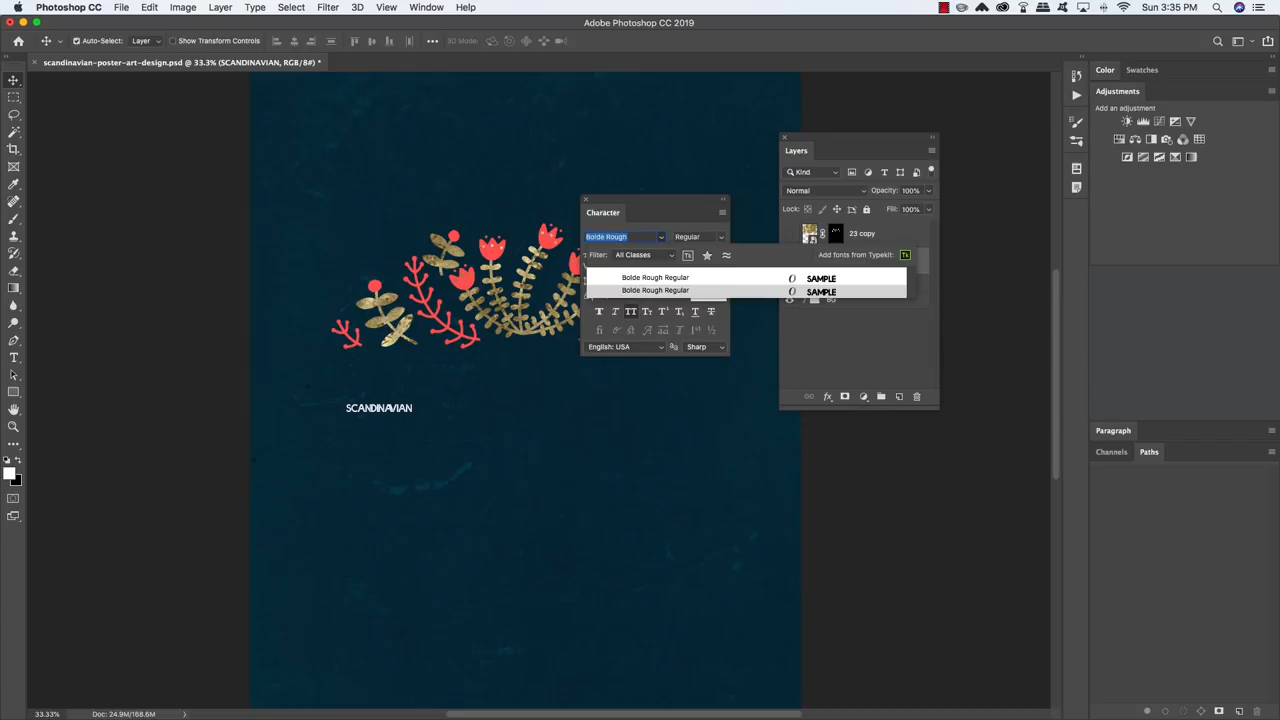 Photoshop CC File Edit Image Layer Type Select Filter 3D View Window Help Sun 3:35 PM
Adobe Photoshop CC 2019
Auto-Select: Layer Show Transform Controls 3D Mode:
scandinavian-poster-art-design.psd @ 33.3% (SCANDINAVIAN, RGB/8#) *
Color Swatches
Adjustments
Add an adjustment
Layers
Kind
Normal Opacity: 100%
Lock: Fill: 100%
23 copy
BG
Character
Bolde Rough Regular
Filter: All Classes Add fonts from Typekit:
Bolde Rough Regular SAMPLE
Bolde Rough Regular SAMPLE
English: USA Sharp
SCANDINAVIAN
Paragraph
Channels Paths
33.33% Doc: 24.9M/168.6M